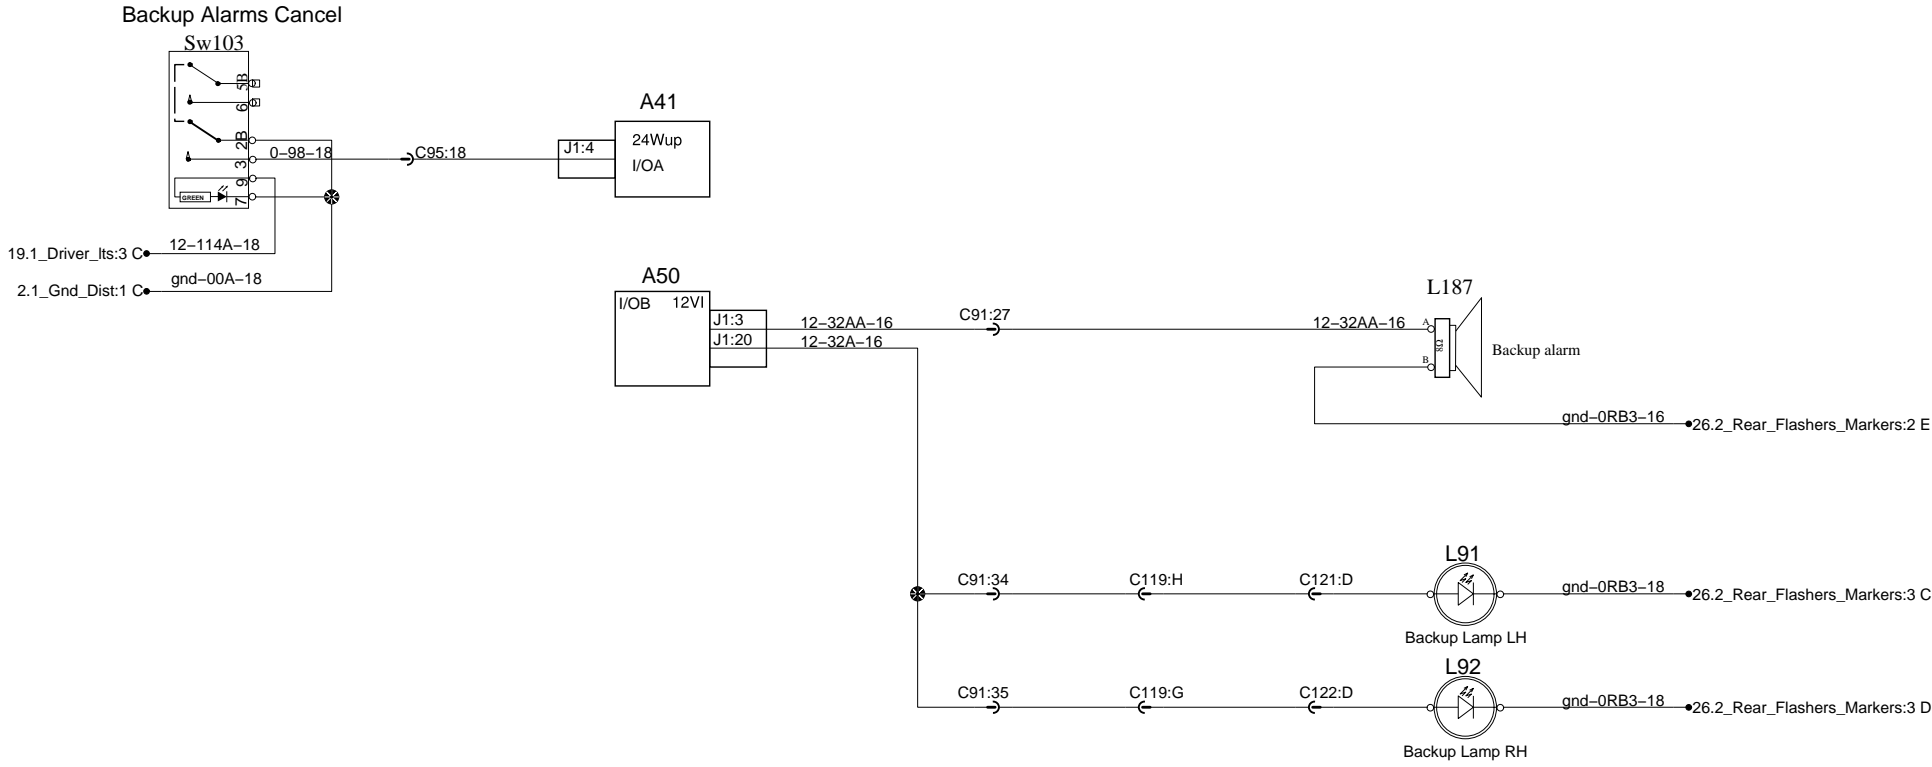 Backup Alarms Cancel
Sw103
5B
6
2B
3
9
7
GREEN
0-98-18
C95:18
A41
J1:4
24Wup
I/OA
19.1_Driver_lts:3 C
12-114A-18
2.1_Gnd_Dist:1 C
gnd-00A-18
A50
I/OB 12VI
J1:3
J1:20
12-32AA-16
12-32A-16
C91:27
12-32AA-16
L187
A
8Ω
B
Backup alarm
gnd-0RB3-16
26.2_Rear_Flashers_Markers:2 E
C91:34
C119:H
C121:D
L91
gnd-0RB3-18
26.2_Rear_Flashers_Markers:3 C
Backup Lamp LH
C91:35
C119:G
C122:D
L92
gnd-0RB3-18
26.2_Rear_Flashers_Markers:3 D
Backup Lamp RH